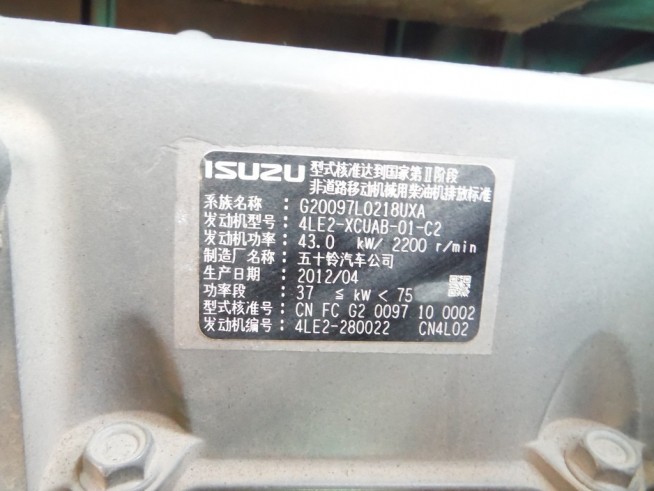 ISUZU 型式核准达到国家第Ⅱ阶段
非道路移动机械用柴油机排放标准
系族名称 : G20097L0218UXA
发动机型号 : 4LE2-XCUAB-01-C2
发动机功率 : 43.0 kW/ 2200 r/min
制造厂名称 : 五十铃汽车公司
生产日期 : 2012/04
功率段 : 37 ≦ kW < 75
型式核准号 : CN FC G2 0097 10 0002
发动机编号 : 4LE2-280022 CN4L02